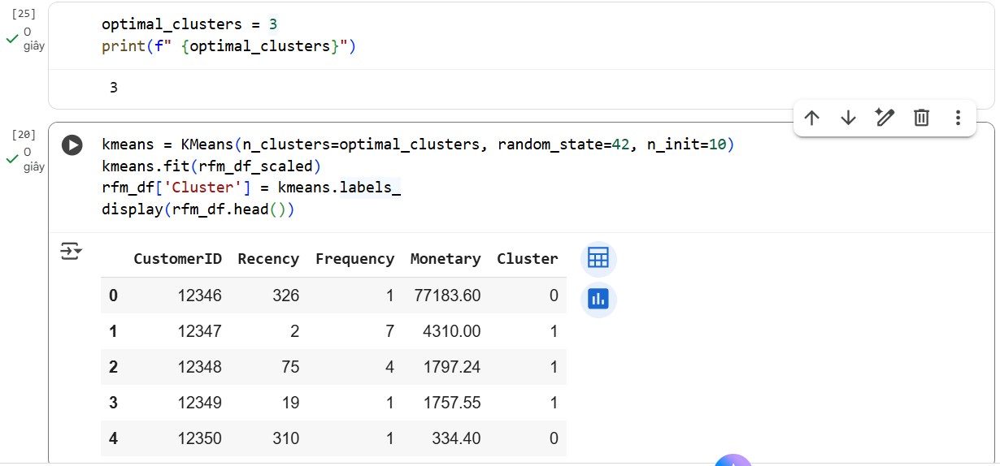 [25]
0
giây
optimal_clusters = 3
print(f" {optimal_clusters}")
3
[20]
0
giây
kmeans = KMeans(n_clusters=optimal_clusters, random_state=42, n_init=10)
kmeans.fit(rfm_df_scaled)
rfm_df['Cluster'] = kmeans.labels_
display(rfm_df.head())
CustomerID Recency Frequency Monetary Cluster
0 12346 326 1 77183.60 0
1 12347 2 7 4310.00 1
2 12348 75 4 1797.24 1
3 12349 19 1 1757.55 1
4 12350 310 1 334.40 0